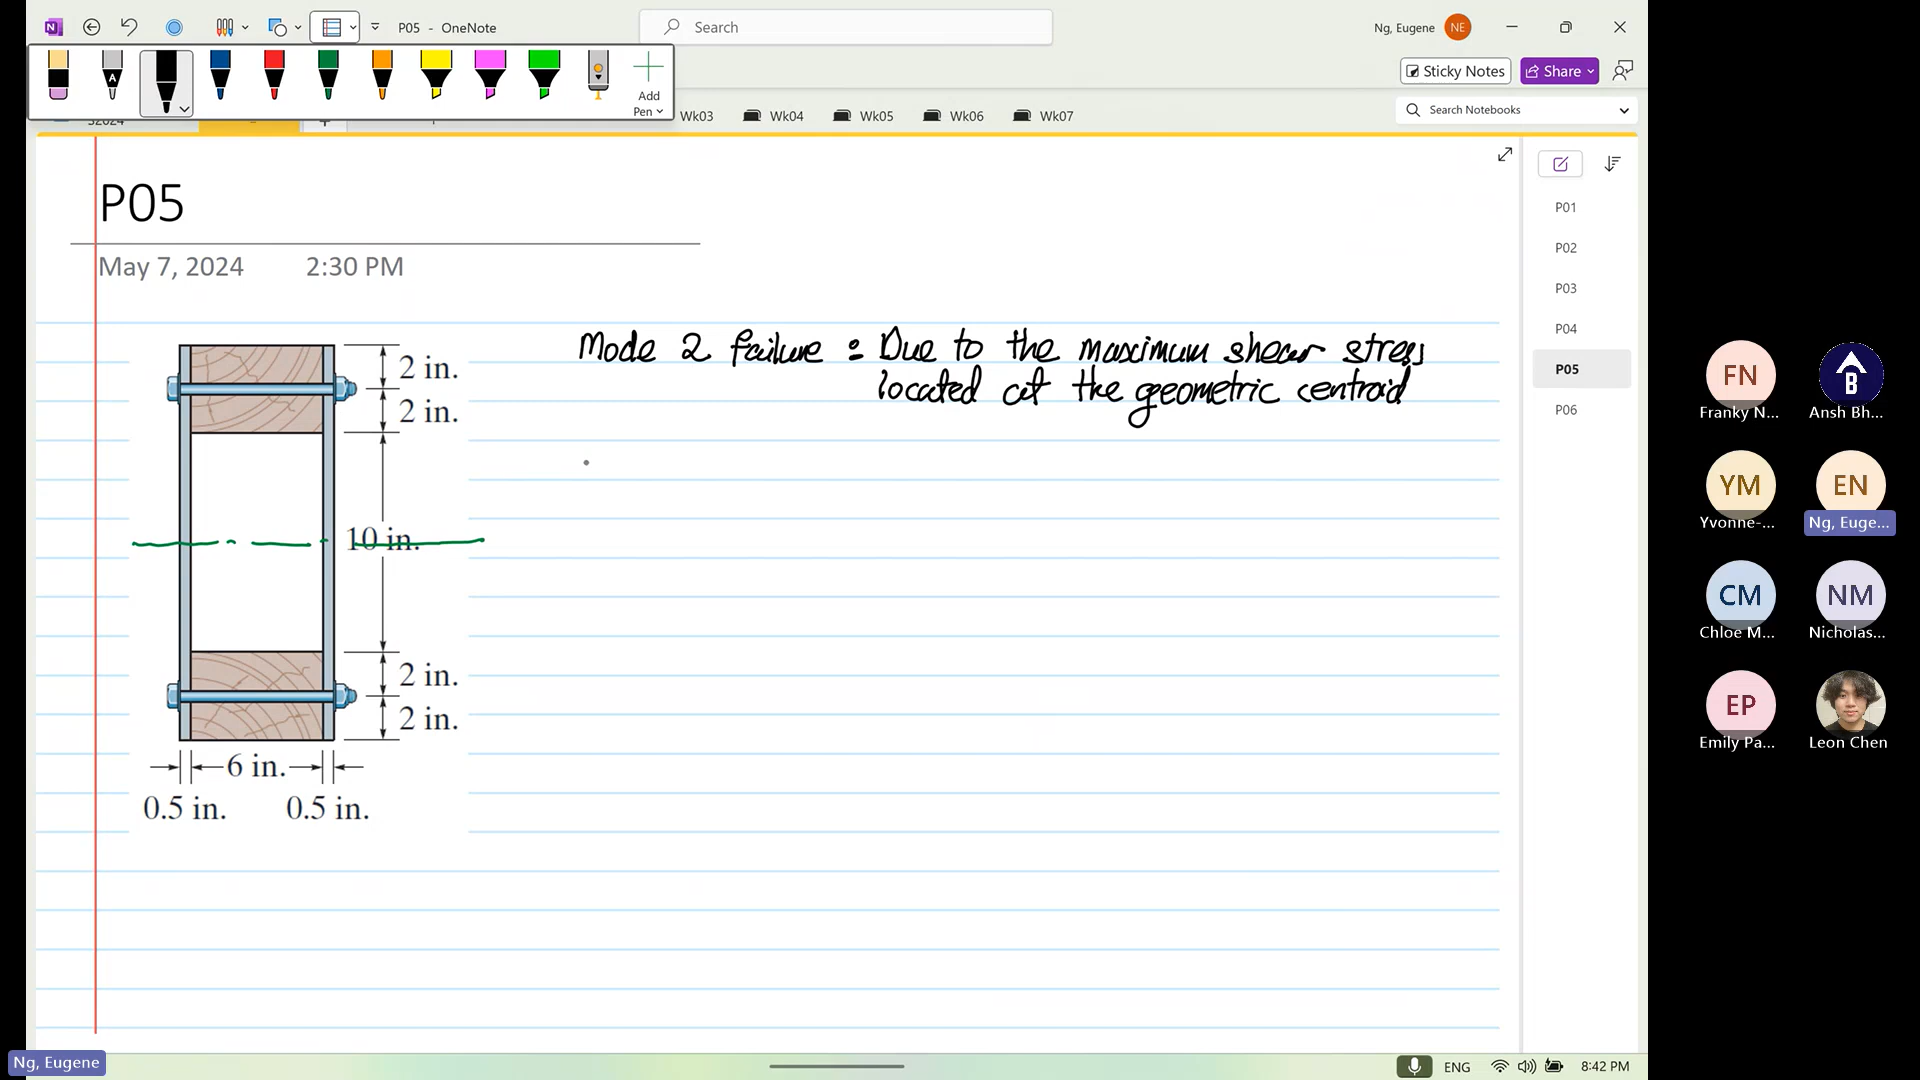 P05 - OneNote
Search
Ng, Eugene
NE
Sticky Notes
Share
A
Add
Pen
Wk03
Wk04
Wk05
Wk06
Wk07
Search Notebooks
P05
May 7, 2024 2:30 PM
P01
P02
P03
P04
P05
P06
Mode 2 failure : Due to the maximum shear stress
located at the geometric centroid
2 in.
2 in.
10 in.
2 in.
2 in.
6 in.
0.5 in. 0.5 in.
FN
Franky N...
B
Ansh Bh...
YM
Yvonne-...
EN
Ng, Euge...
CM
Chloe M...
NM
Nicholas...
EP
Emily Pa...
Leon Chen
Ng, Eugene
ENG
8:42 PM